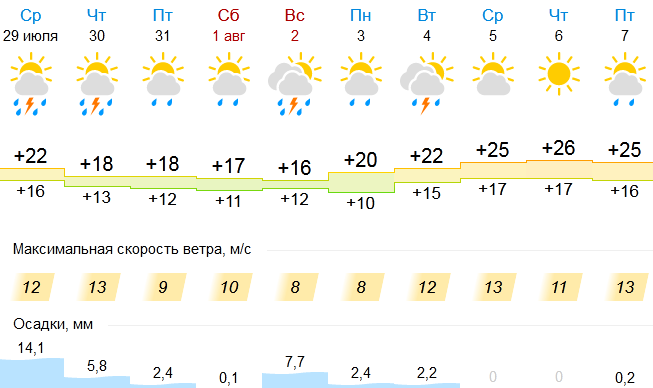 Ср Чт Пт Сб Вс Пн Вт Ср Чт Пт
29 июля 30 31 1 авг 2 3 4 5 6 7
+22 +18 +18 +17 +16 +20 +22 +25 +26 +25
+16 +13 +12 +11 +12 +10 +15 +17 +17 +16
Максимальная скорость ветра, м/с
12 13 9 10 8 8 12 13 11 13
Осадки, мм
14,1 5,8 2,4 0,1 7,7 2,4 2,2 0 0 0,2